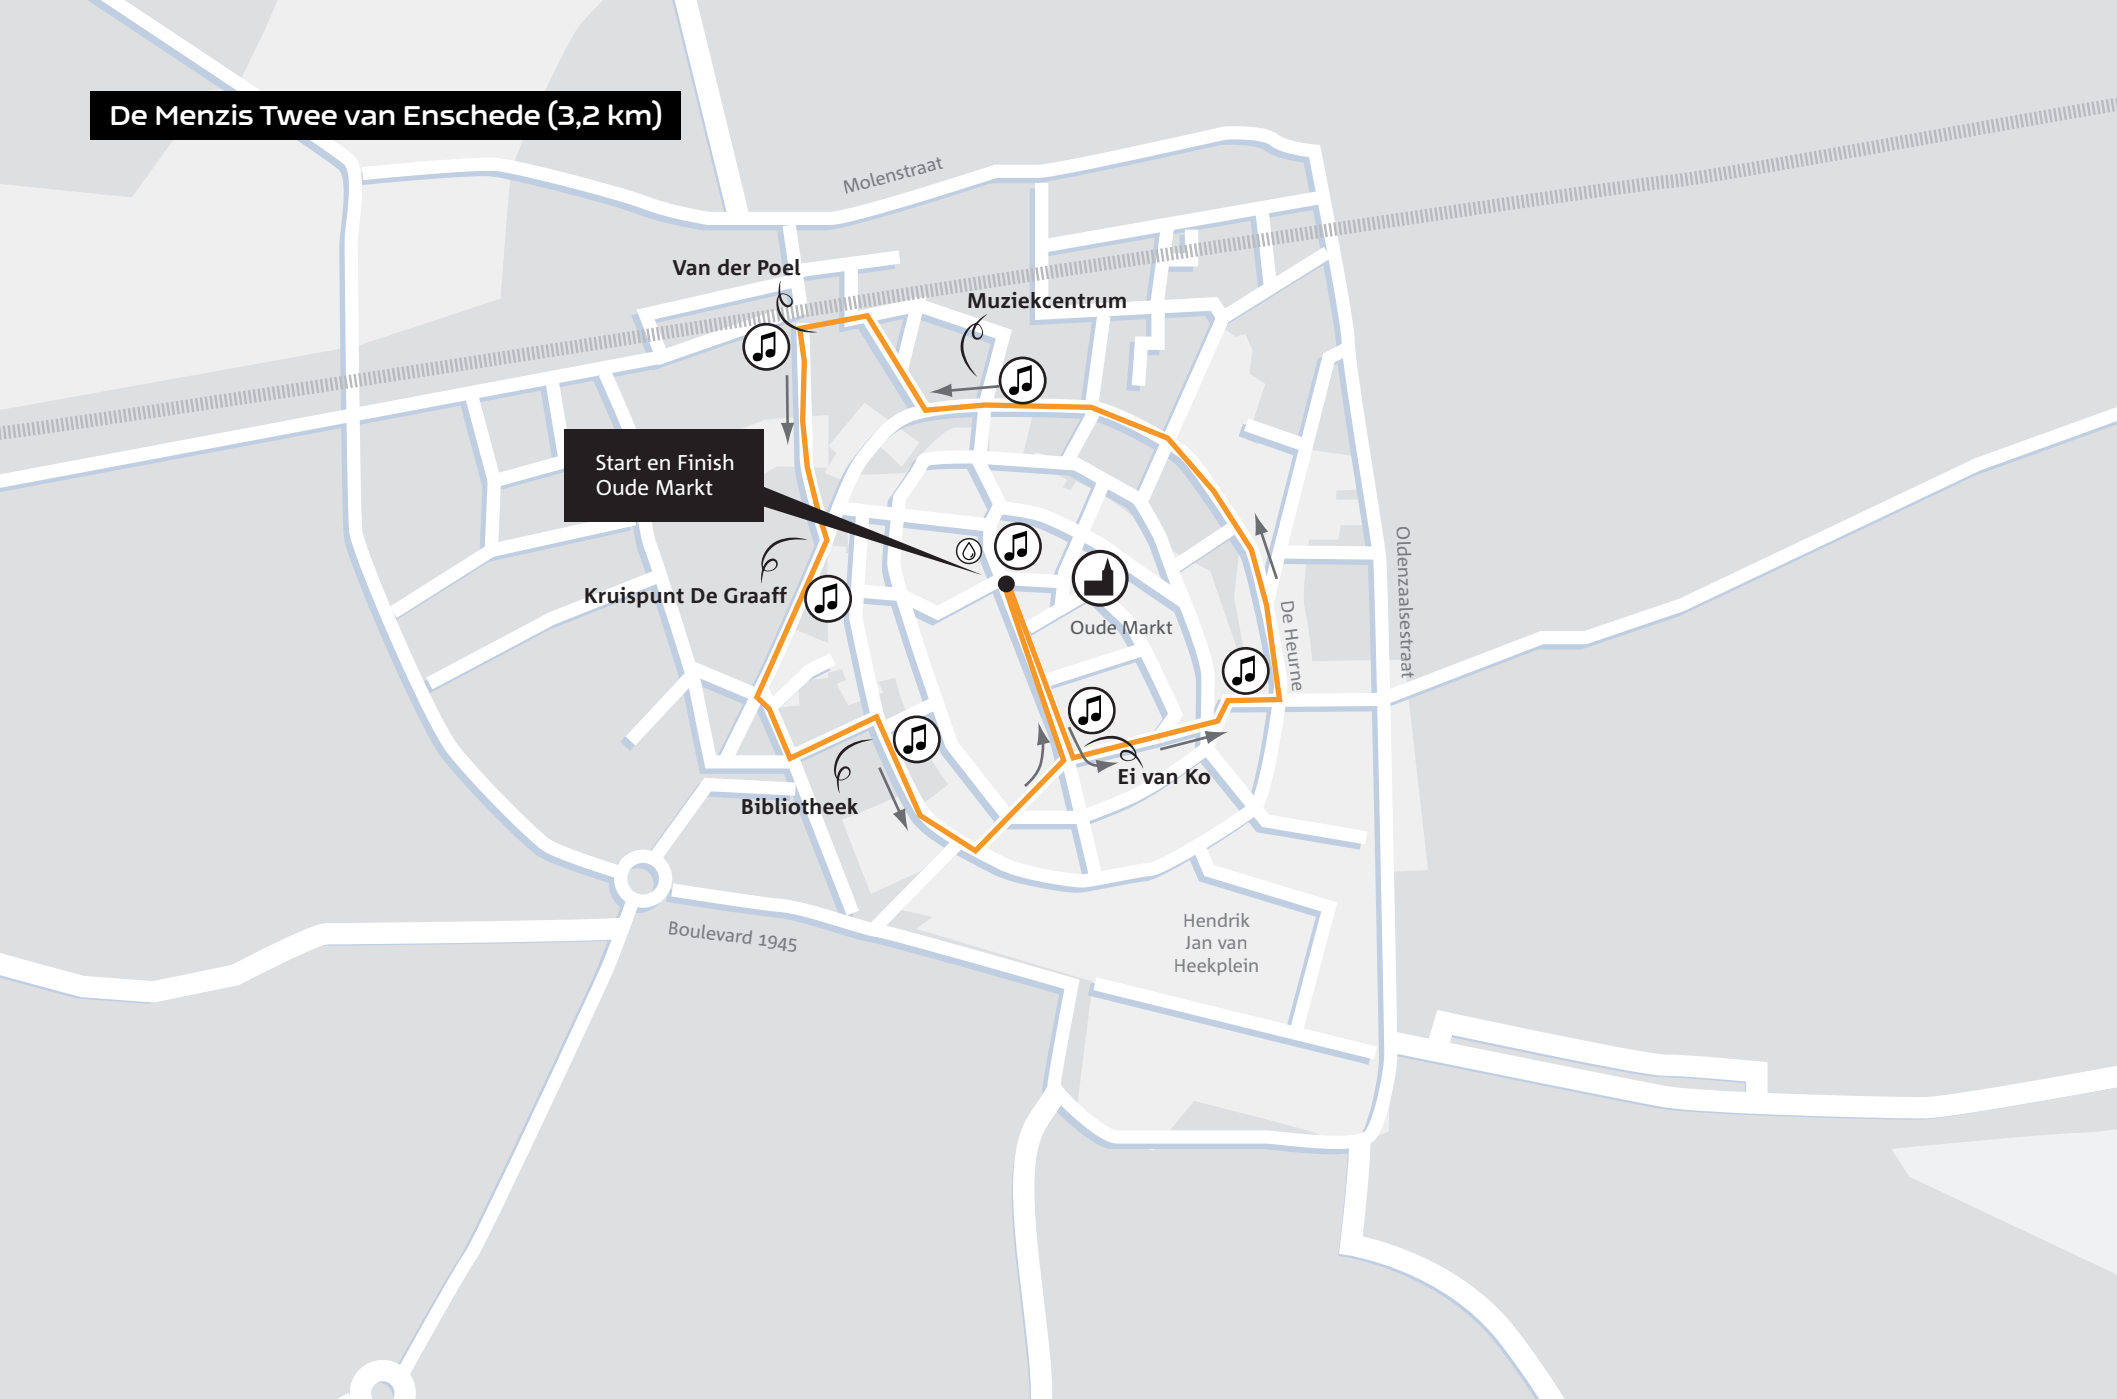 De Menzis Twee van Enschede (3,2 km)
Molenstraat
Van der Poel
Muziekcentrum
Start en Finish
Oude Markt
Oldenzaalsestraat
Kruispunt De Graaff
Oude Markt
De Heurne
Ei van Ko
Bibliotheek
Boulevard 1945
Hendrik
Jan van
Heekplein